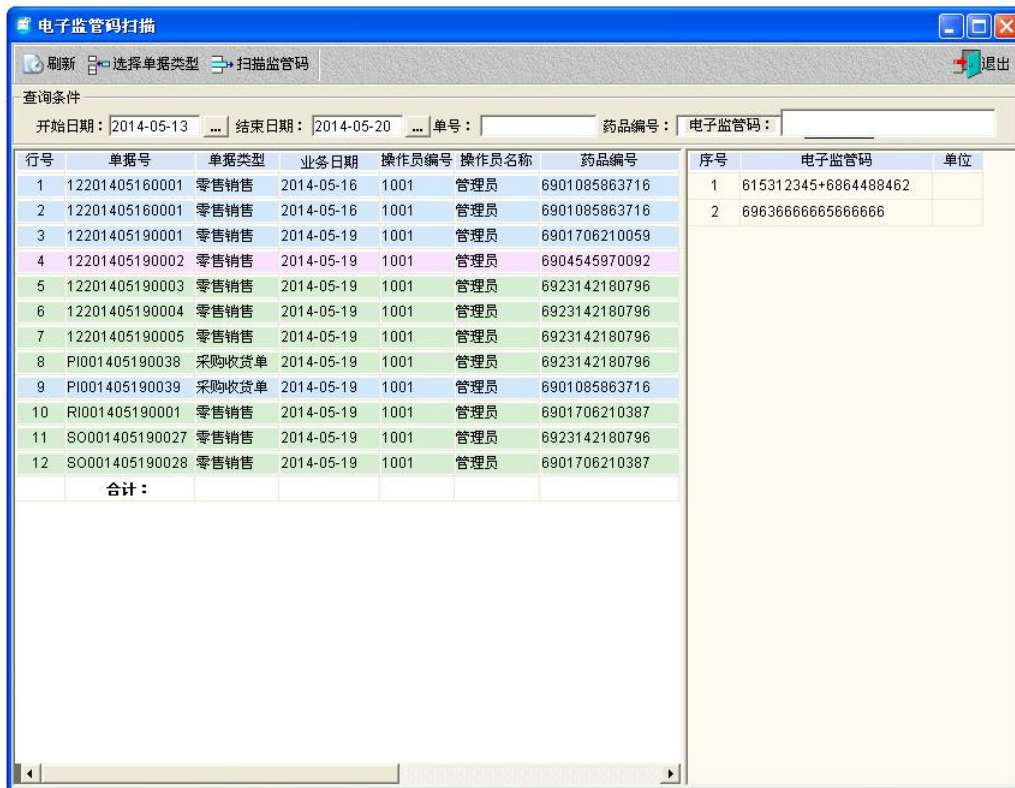 电子监管码扫描
刷新 选择单据类型 扫描监管码 退出
查询条件
开始日期：2014-05-13 ... 结束日期：2014-05-20 ... 单号： 药品编号： 电子监管码：
行号 单据号 单据类型 业务日期 操作员编号 操作员名称 药品编号 序号 电子监管码 单位
1 12201405160001 零售销售 2014-05-16 1001 管理员 6901085863716 1 615312345+6864488462
2 12201405160001 零售销售 2014-05-16 1001 管理员 6901085863716 2 69636666665666666
3 12201405190001 零售销售 2014-05-19 1001 管理员 6901706210059
4 12201405190002 零售销售 2014-05-19 1001 管理员 6904545970092
5 12201405190003 零售销售 2014-05-19 1001 管理员 6923142180796
6 12201405190004 零售销售 2014-05-19 1001 管理员 6923142180796
7 12201405190005 零售销售 2014-05-19 1001 管理员 6923142180796
8 PI001405190038 采购收货单 2014-05-19 1001 管理员 6923142180796
9 PI001405190039 采购收货单 2014-05-19 1001 管理员 6901085863716
10 RI001405190001 零售销售 2014-05-19 1001 管理员 6901706210387
11 SO001405190027 零售销售 2014-05-19 1001 管理员 6923142180796
12 SO001405190028 零售销售 2014-05-19 1001 管理员 6901706210387
合计：